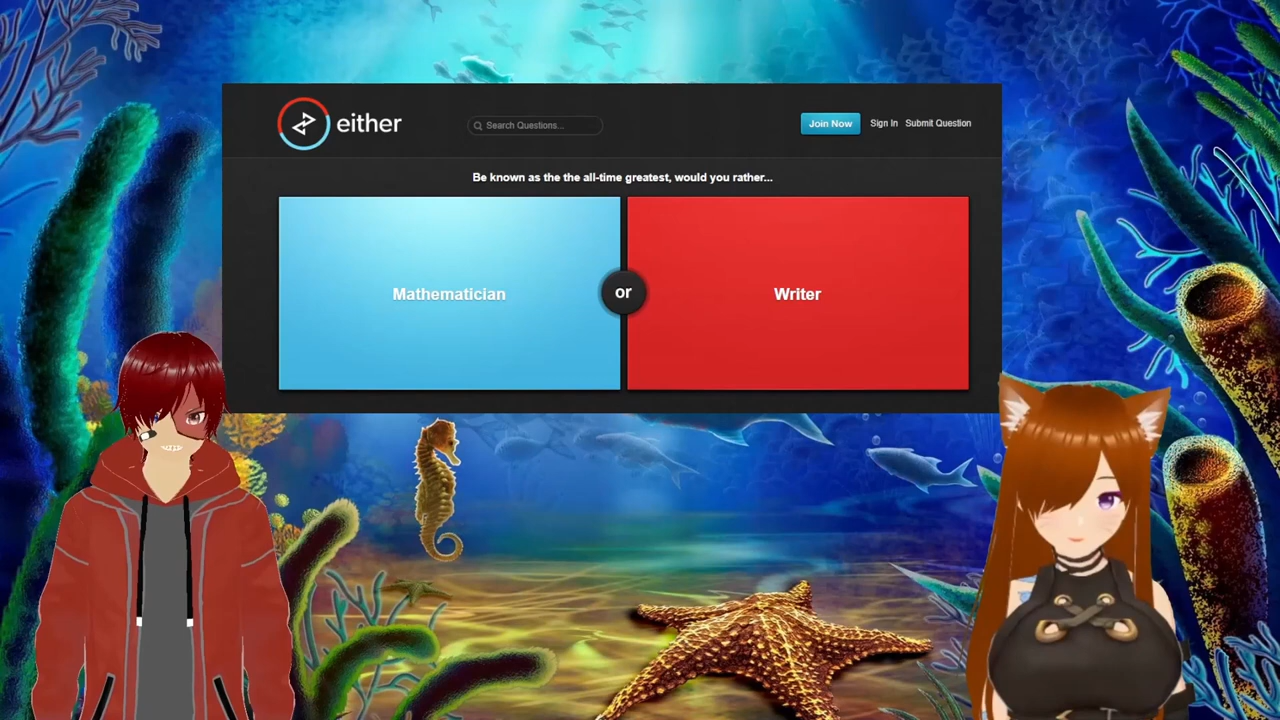 either
Search Questions...
Join Now
Sign In
Submit Question
Be known as the the all-time greatest, would you rather...
Mathematician
or
Writer